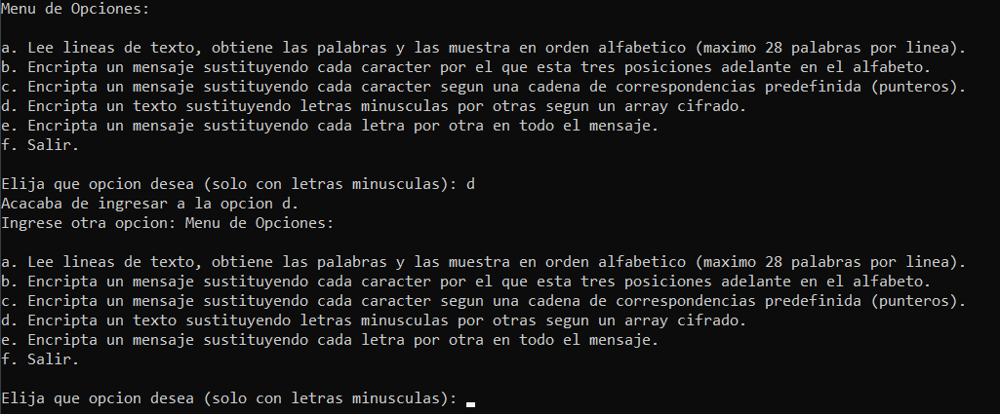 Menu de Opciones:
a. Lee lineas de texto, obtiene las palabras y las muestra en orden alfabetico (maximo 28 palabras por linea).
b. Encripta un mensaje sustituyendo cada caracter por el que esta tres posiciones adelante en el alfabeto.
c. Encripta un mensaje sustituyendo cada caracter segun una cadena de correspondencias predefinida (punteros).
d. Encripta un texto sustituyendo letras minusculas por otras segun un array cifrado.
e. Encripta un mensaje sustituyendo cada letra por otra en todo el mensaje.
f. Salir.
Elija que opcion desea (solo con letras minusculas): d
Acacaba de ingresar a la opcion d.
Ingrese otra opcion: Menu de Opciones:
a. Lee lineas de texto, obtiene las palabras y las muestra en orden alfabetico (maximo 28 palabras por linea).
b. Encripta un mensaje sustituyendo cada caracter por el que esta tres posiciones adelante en el alfabeto.
c. Encripta un mensaje sustituyendo cada caracter segun una cadena de correspondencias predefinida (punteros).
d. Encripta un texto sustituyendo letras minusculas por otras segun un array cifrado.
e. Encripta un mensaje sustituyendo cada letra por otra en todo el mensaje.
f. Salir.
Elija que opcion desea (solo con letras minusculas):